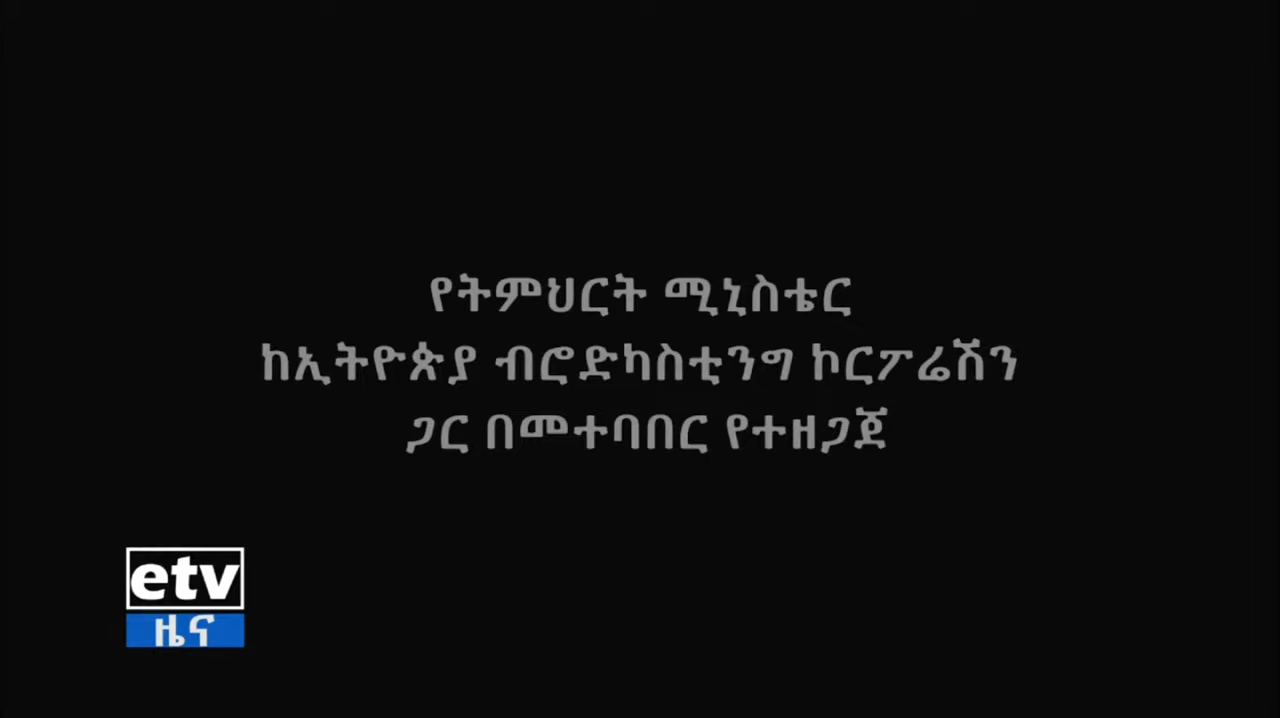 የትምህርት ሚኒስቴር
ከኢትዮጵያ ብሮድካስቲንግ ኮርፖሬሽን
ጋር በመተባበር የተዘጋጀ
etv
ዜና